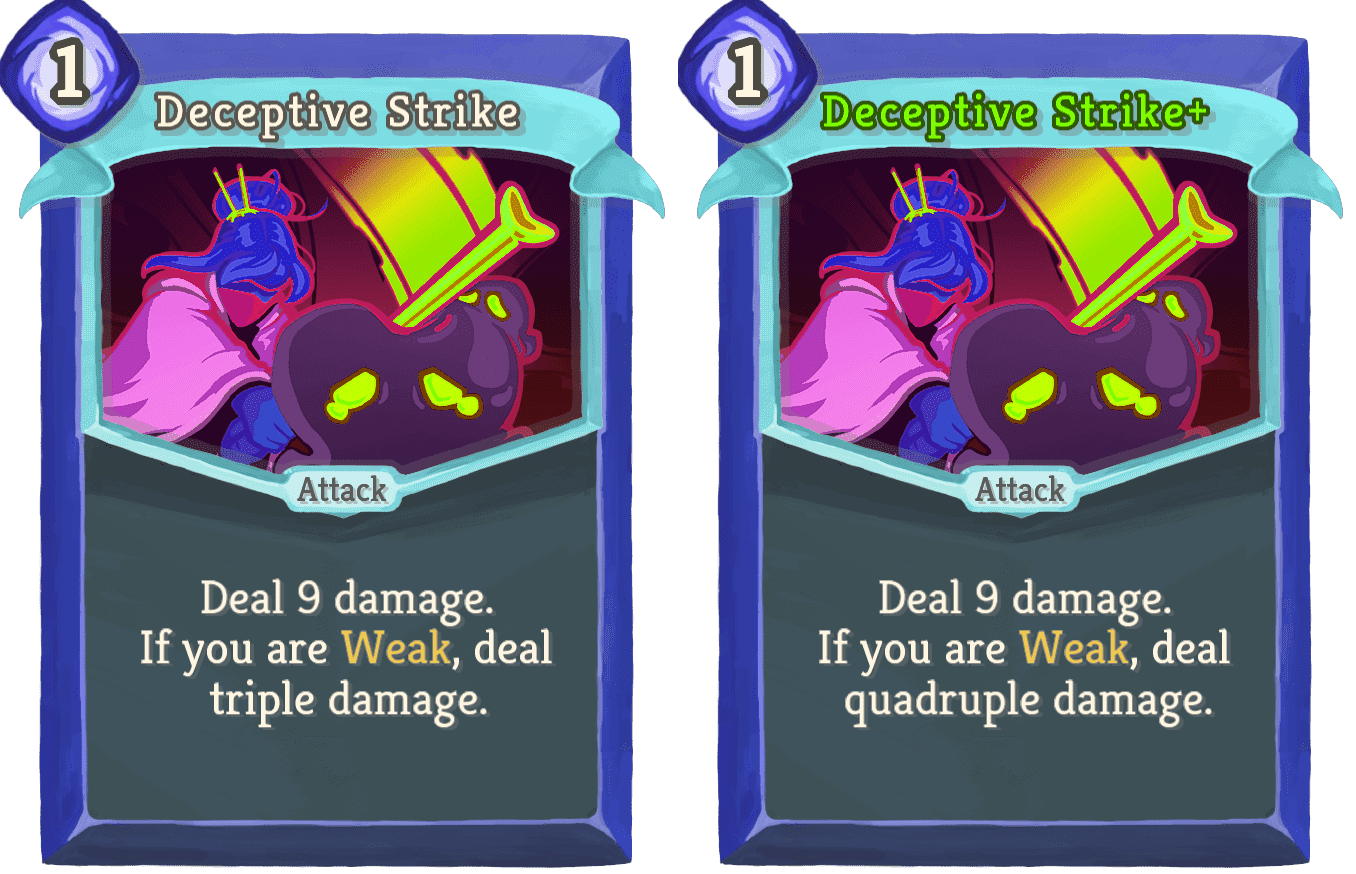 1
Deceptive Strike
Attack
Deal 9 damage.
If you are Weak, deal
triple damage.
1
Deceptive Strike+
Attack
Deal 9 damage.
If you are Weak, deal
quadruple damage.